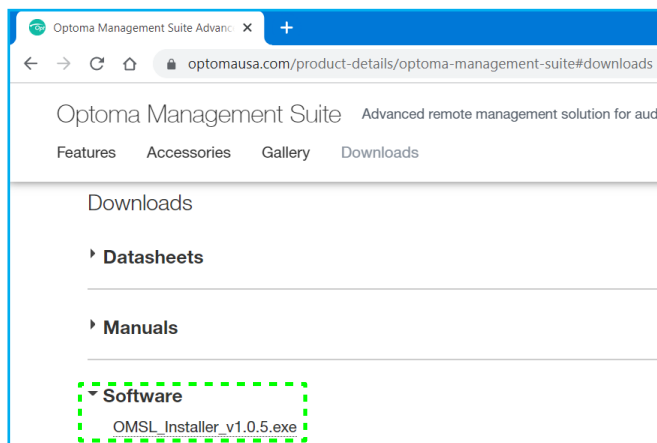 Optoma Management Suite Advanc
optomausa.com/product-details/optoma-management-suite#downloads
Optoma Management Suite Advanced remote management solution for aud
Features Accessories Gallery Downloads
Downloads
Datasheets
Manuals
Software
OMSL_Installer_v1.0.5.exe